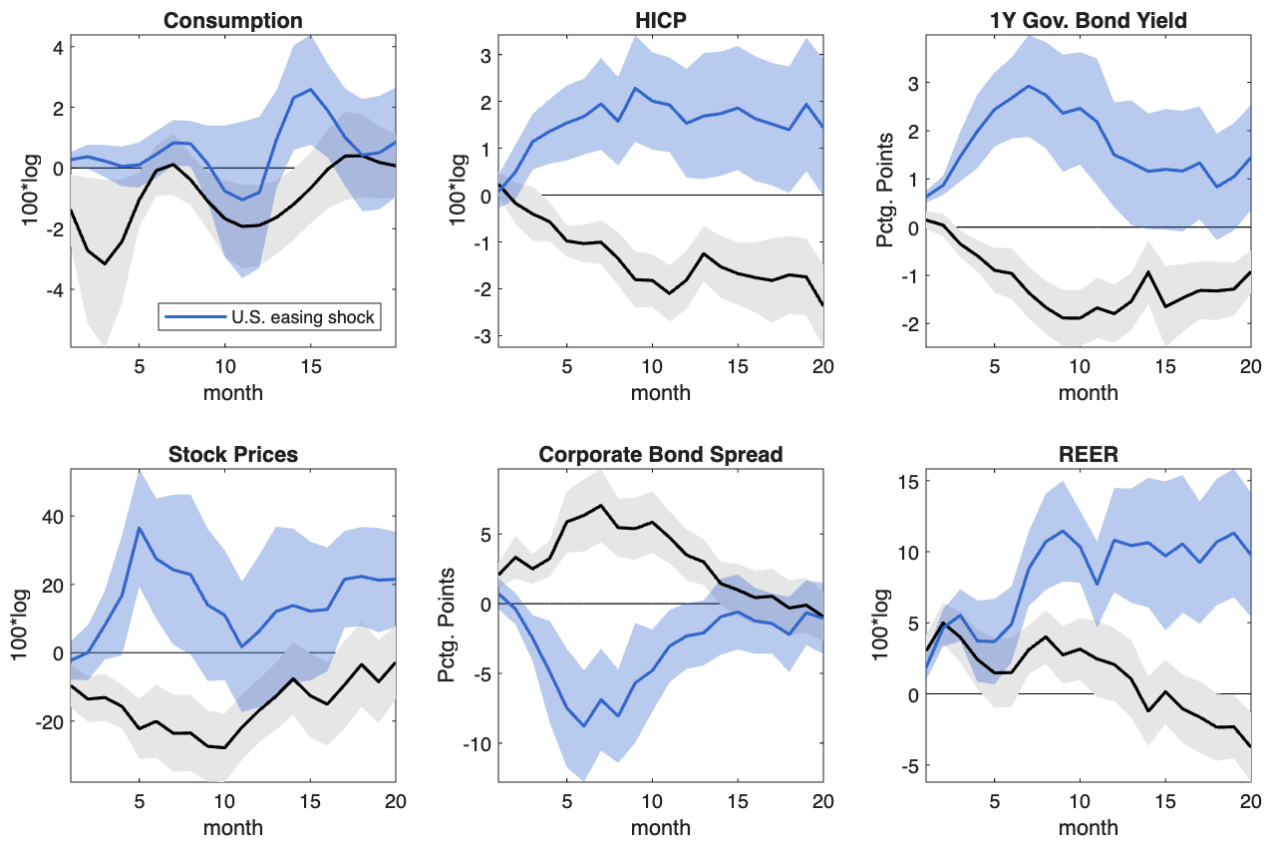 Consumption
4
2
0
-2
-4
100*log
U.S. easing shock
5
10
15
20
month
HICP
3
2
1
0
-1
-2
-3
100*log
5
10
15
20
month
1Y Gov. Bond Yield
3
2
1
0
-1
-2
Pctg. Points
5
10
15
20
month
Stock Prices
40
20
0
-20
100*log
5
10
15
20
month
Corporate Bond Spread
5
0
-5
-10
Pctg. Points
5
10
15
20
month
REER
15
10
5
0
-5
100*log
5
10
15
20
month